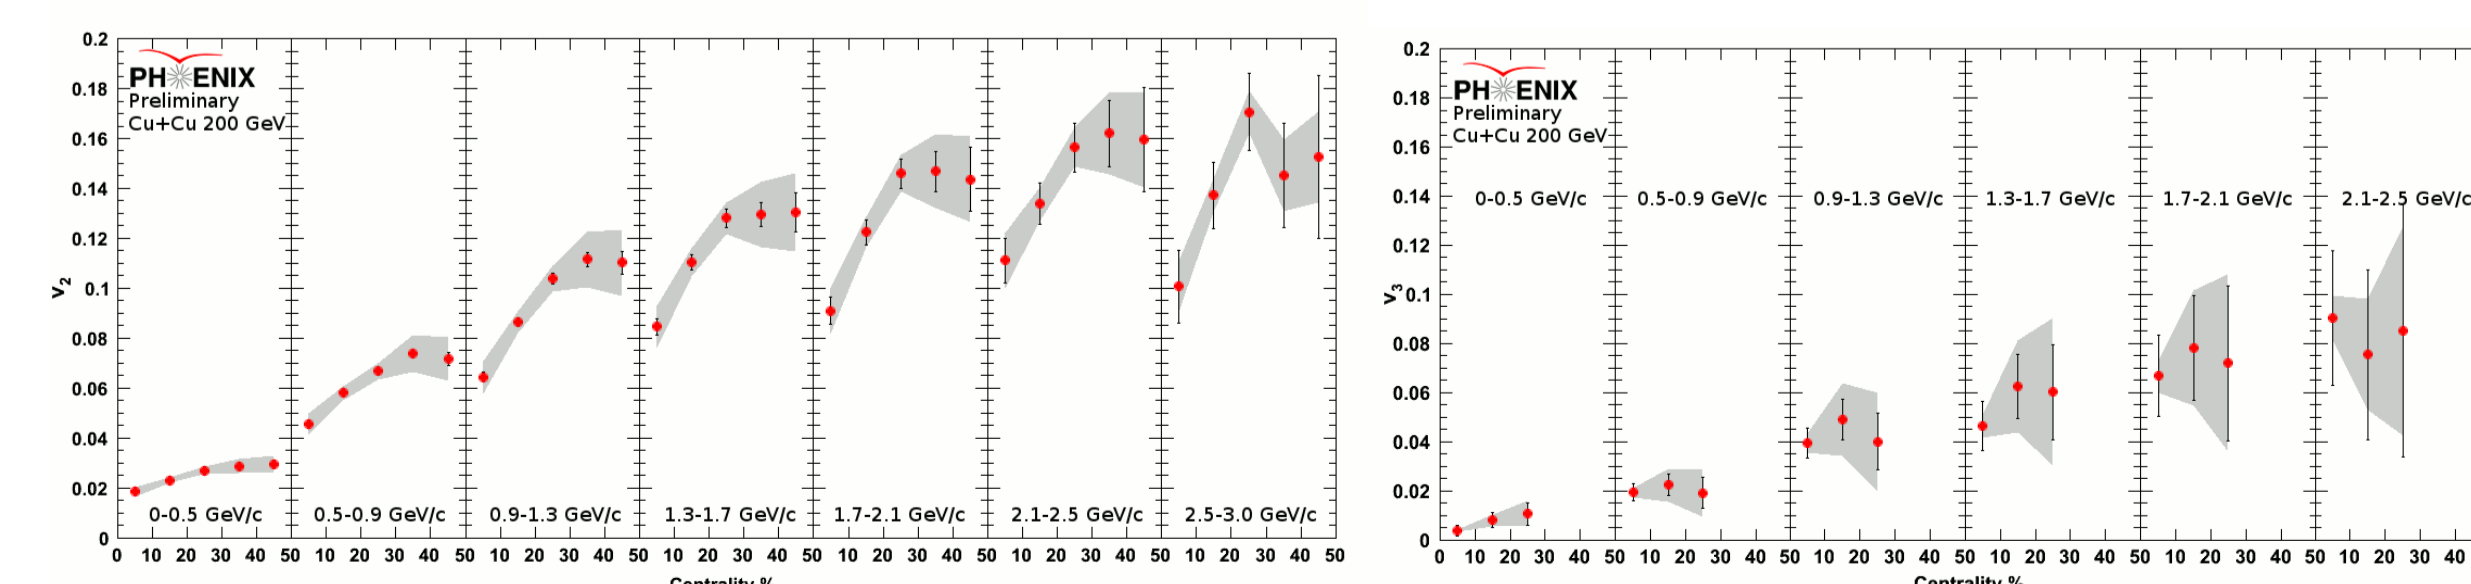 0.2
0.18
0.16
0.14
0.12
0.1
0.08
0.06
0.04
0.02
0
v2
PHENIX
Preliminary
Cu+Cu 200 GeV
0-0.5 GeV/c
0.5-0.9 GeV/c
0.9-1.3 GeV/c
1.3-1.7 GeV/c
1.7-2.1 GeV/c
2.1-2.5 GeV/c
2.5-3.0 GeV/c
0 10 20 30 40 50 10 20 30 40 50 10 20 30 40 50 10 20 30 40 50 10 20 30 40 50 10 20 30 40 50 10 20 30 40 50
Centrality %
0.2
0.18
0.16
0.14
0.12
0.1
0.08
0.06
0.04
0.02
0
v3
PHENIX
Preliminary
Cu+Cu 200 GeV
0-0.5 GeV/c
0.5-0.9 GeV/c
0.9-1.3 GeV/c
1.3-1.7 GeV/c
1.7-2.1 GeV/c
2.1-2.5 GeV/c
0 10 20 30 40 50 10 20 30 40 50 10 20 30 40 50 10 20 30 40 50 10 20 30 40 50 10 20 30 40
Centrality %